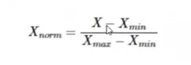 X_norm = (X − X_min) / (X_max − X_min)